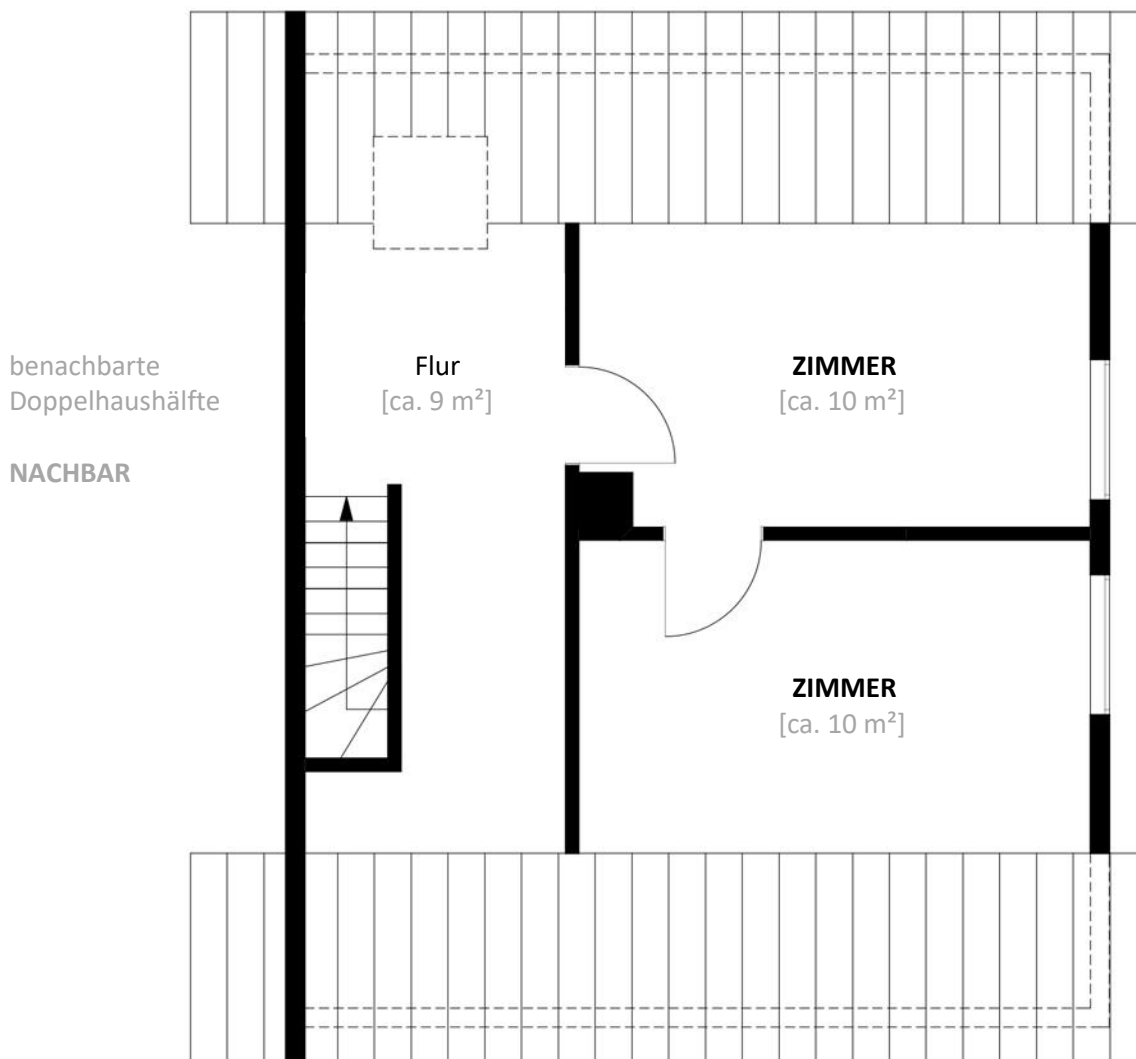 benachbarte
Doppelhaushälfte
NACHBAR
Flur
[ca. 9 m²]
ZIMMER
[ca. 10 m²]
ZIMMER
[ca. 10 m²]